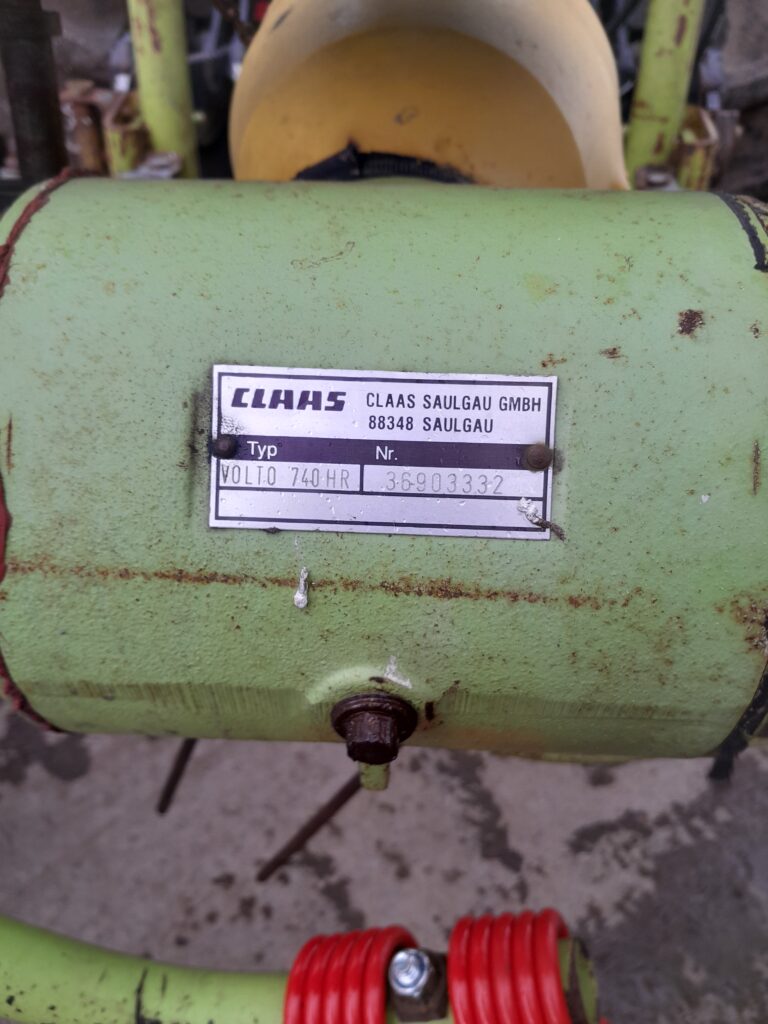 CLAAS
CLAAS SAULGAU GMBH
88348 SAULGAU
Typ Nr.
VOLTO 740 HR 36903332